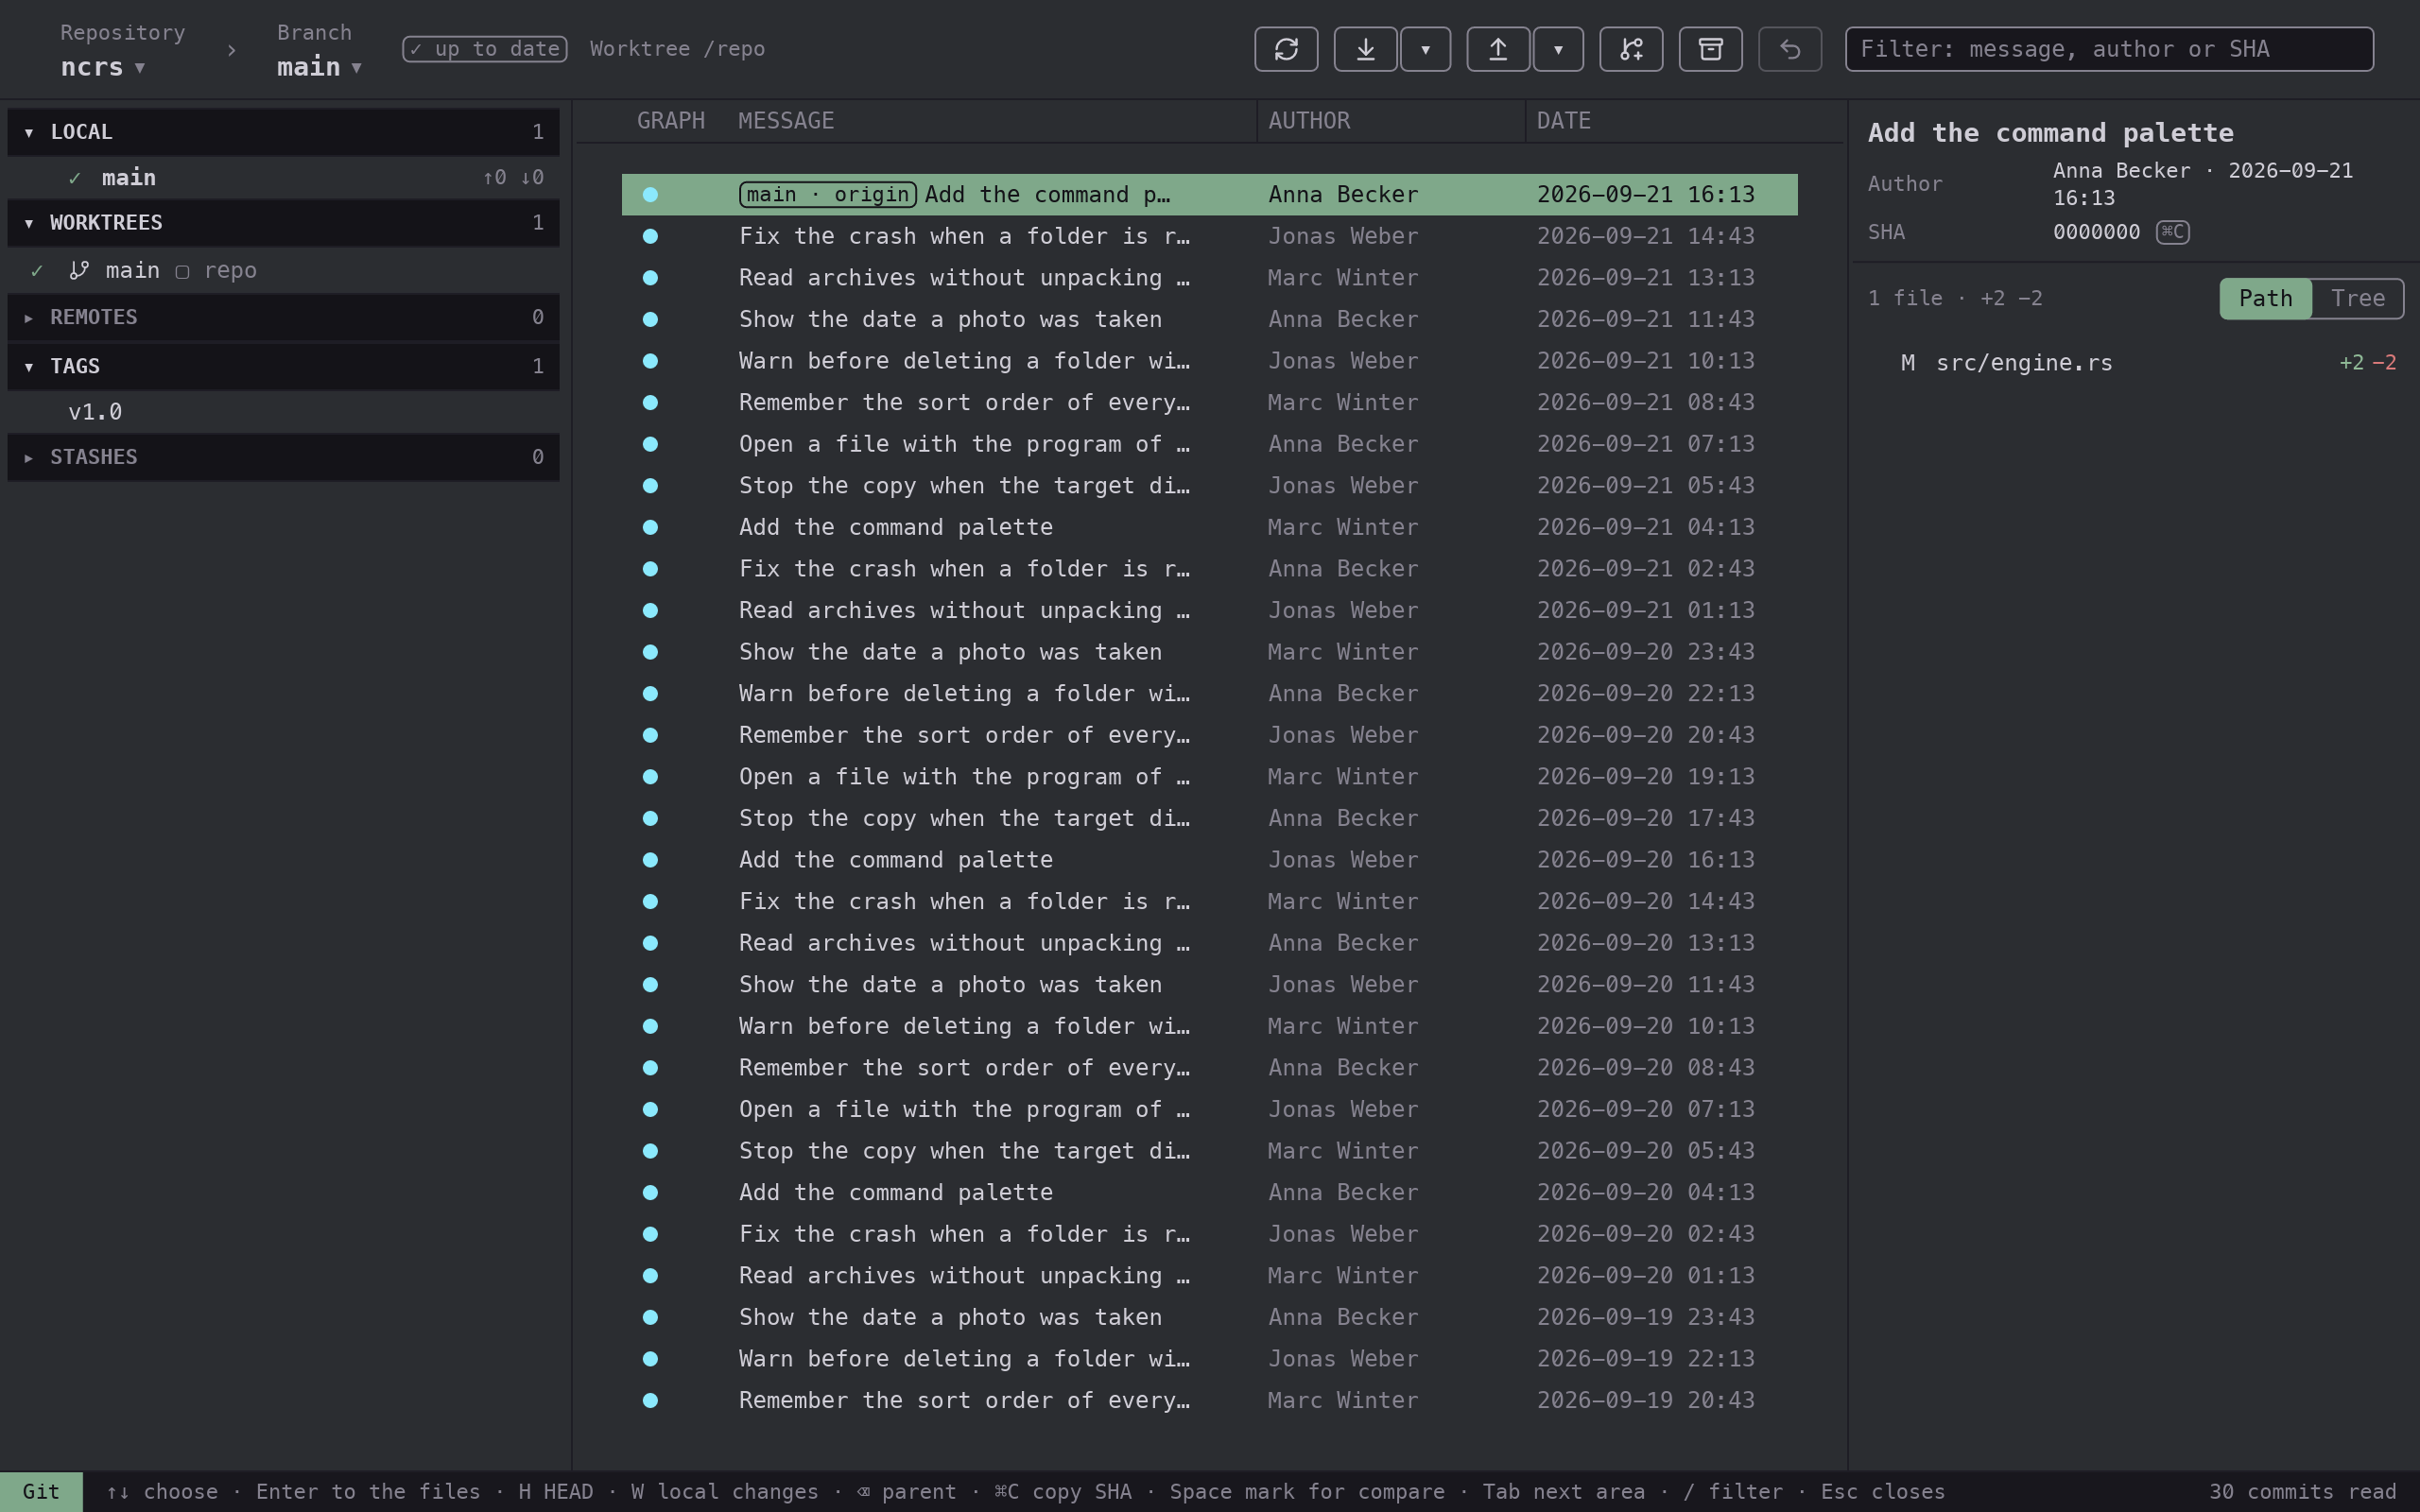 Repository
ncrs ▼
›
Branch
main ▼
✓ up to date
Worktree /repo
▼
▼
Filter: message, author or SHA
▼ LOCAL 1
✓ main ↑0 ↓0
▼ WORKTREES 1
✓ main ▢ repo
▸ REMOTES 0
▼ TAGS 1
v1.0
▸ STASHES 0
GRAPH MESSAGE AUTHOR DATE
main · origin Add the command p… Anna Becker 2026-09-21 16:13
Fix the crash when a folder is r… Jonas Weber 2026-09-21 14:43
Read archives without unpacking … Marc Winter 2026-09-21 13:13
Show the date a photo was taken Anna Becker 2026-09-21 11:43
Warn before deleting a folder wi… Jonas Weber 2026-09-21 10:13
Remember the sort order of every… Marc Winter 2026-09-21 08:43
Open a file with the program of … Anna Becker 2026-09-21 07:13
Stop the copy when the target di… Jonas Weber 2026-09-21 05:43
Add the command palette Marc Winter 2026-09-21 04:13
Fix the crash when a folder is r… Anna Becker 2026-09-21 02:43
Read archives without unpacking … Jonas Weber 2026-09-21 01:13
Show the date a photo was taken Marc Winter 2026-09-20 23:43
Warn before deleting a folder wi… Anna Becker 2026-09-20 22:13
Remember the sort order of every… Jonas Weber 2026-09-20 20:43
Open a file with the program of … Marc Winter 2026-09-20 19:13
Stop the copy when the target di… Anna Becker 2026-09-20 17:43
Add the command palette Jonas Weber 2026-09-20 16:13
Fix the crash when a folder is r… Marc Winter 2026-09-20 14:43
Read archives without unpacking … Anna Becker 2026-09-20 13:13
Show the date a photo was taken Jonas Weber 2026-09-20 11:43
Warn before deleting a folder wi… Marc Winter 2026-09-20 10:13
Remember the sort order of every… Anna Becker 2026-09-20 08:43
Open a file with the program of … Jonas Weber 2026-09-20 07:13
Stop the copy when the target di… Marc Winter 2026-09-20 05:43
Add the command palette Anna Becker 2026-09-20 04:13
Fix the crash when a folder is r… Jonas Weber 2026-09-20 02:43
Read archives without unpacking … Marc Winter 2026-09-20 01:13
Show the date a photo was taken Anna Becker 2026-09-19 23:43
Warn before deleting a folder wi… Jonas Weber 2026-09-19 22:13
Remember the sort order of every… Marc Winter 2026-09-19 20:43
Add the command palette
Author Anna Becker · 2026-09-21
16:13
SHA 0000000 ⌘C
1 file · +2 −2 Path Tree
M src/engine.rs +2 −2
Git ↑↓ choose · Enter to the files · H HEAD · W local changes · ⌫ parent · ⌘C copy SHA · Space mark for compare · Tab next area · / filter · Esc closes 30 commits read